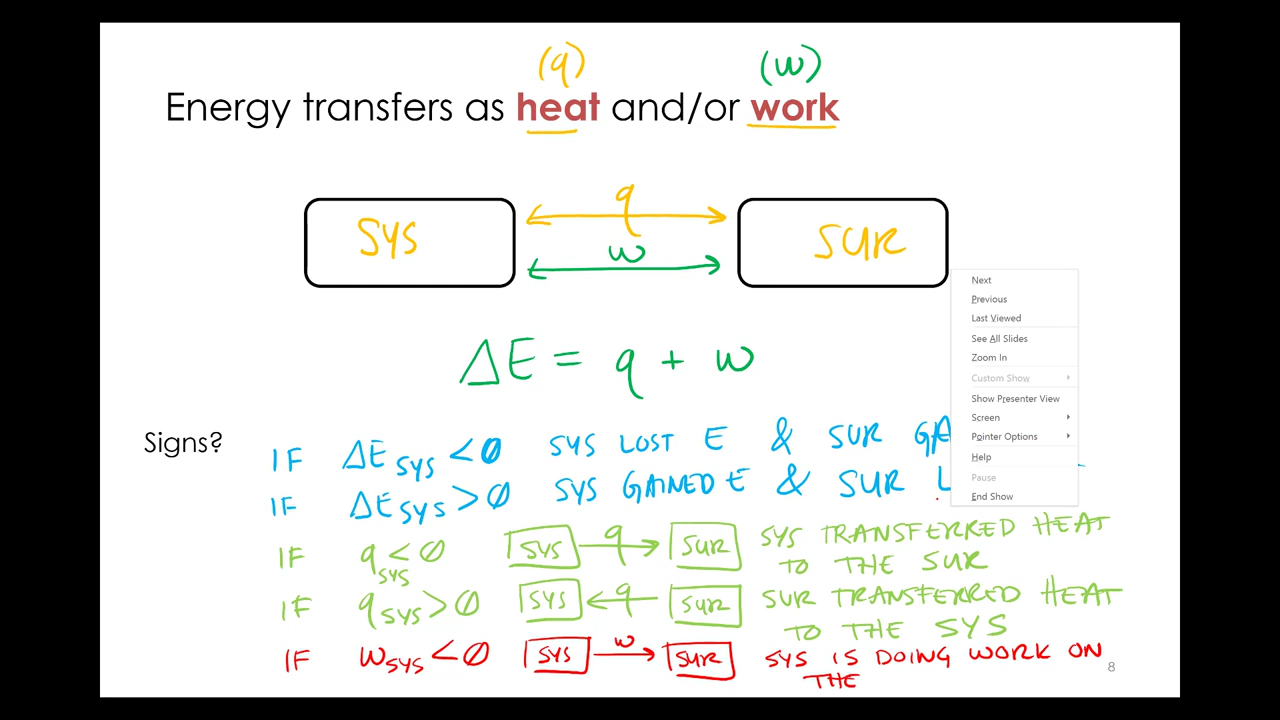 (q) (w)
Energy transfers as heat and/or work
q
SYS SUR
w
ΔE = q + w
Signs?
IF ΔE SYS < 0 SYS LOST E & SUR GA
IF ΔE SYS > 0 SYS GAINED E & SUR L
IF q SYS < 0 SYS q SUR SYS TRANSFERRED HEAT
TO THE SUR
IF q SYS > 0 SYS q SUR SUR TRANSFERRED HEAT
TO THE SYS
IF w SYS < 0 SYS w SUR SYS IS DOING WORK ON
THE
8
Next
Previous
Last Viewed
See All Slides
Zoom In
Custom Show
Show Presenter View
Screen
Pointer Options
Help
Pause
End Show